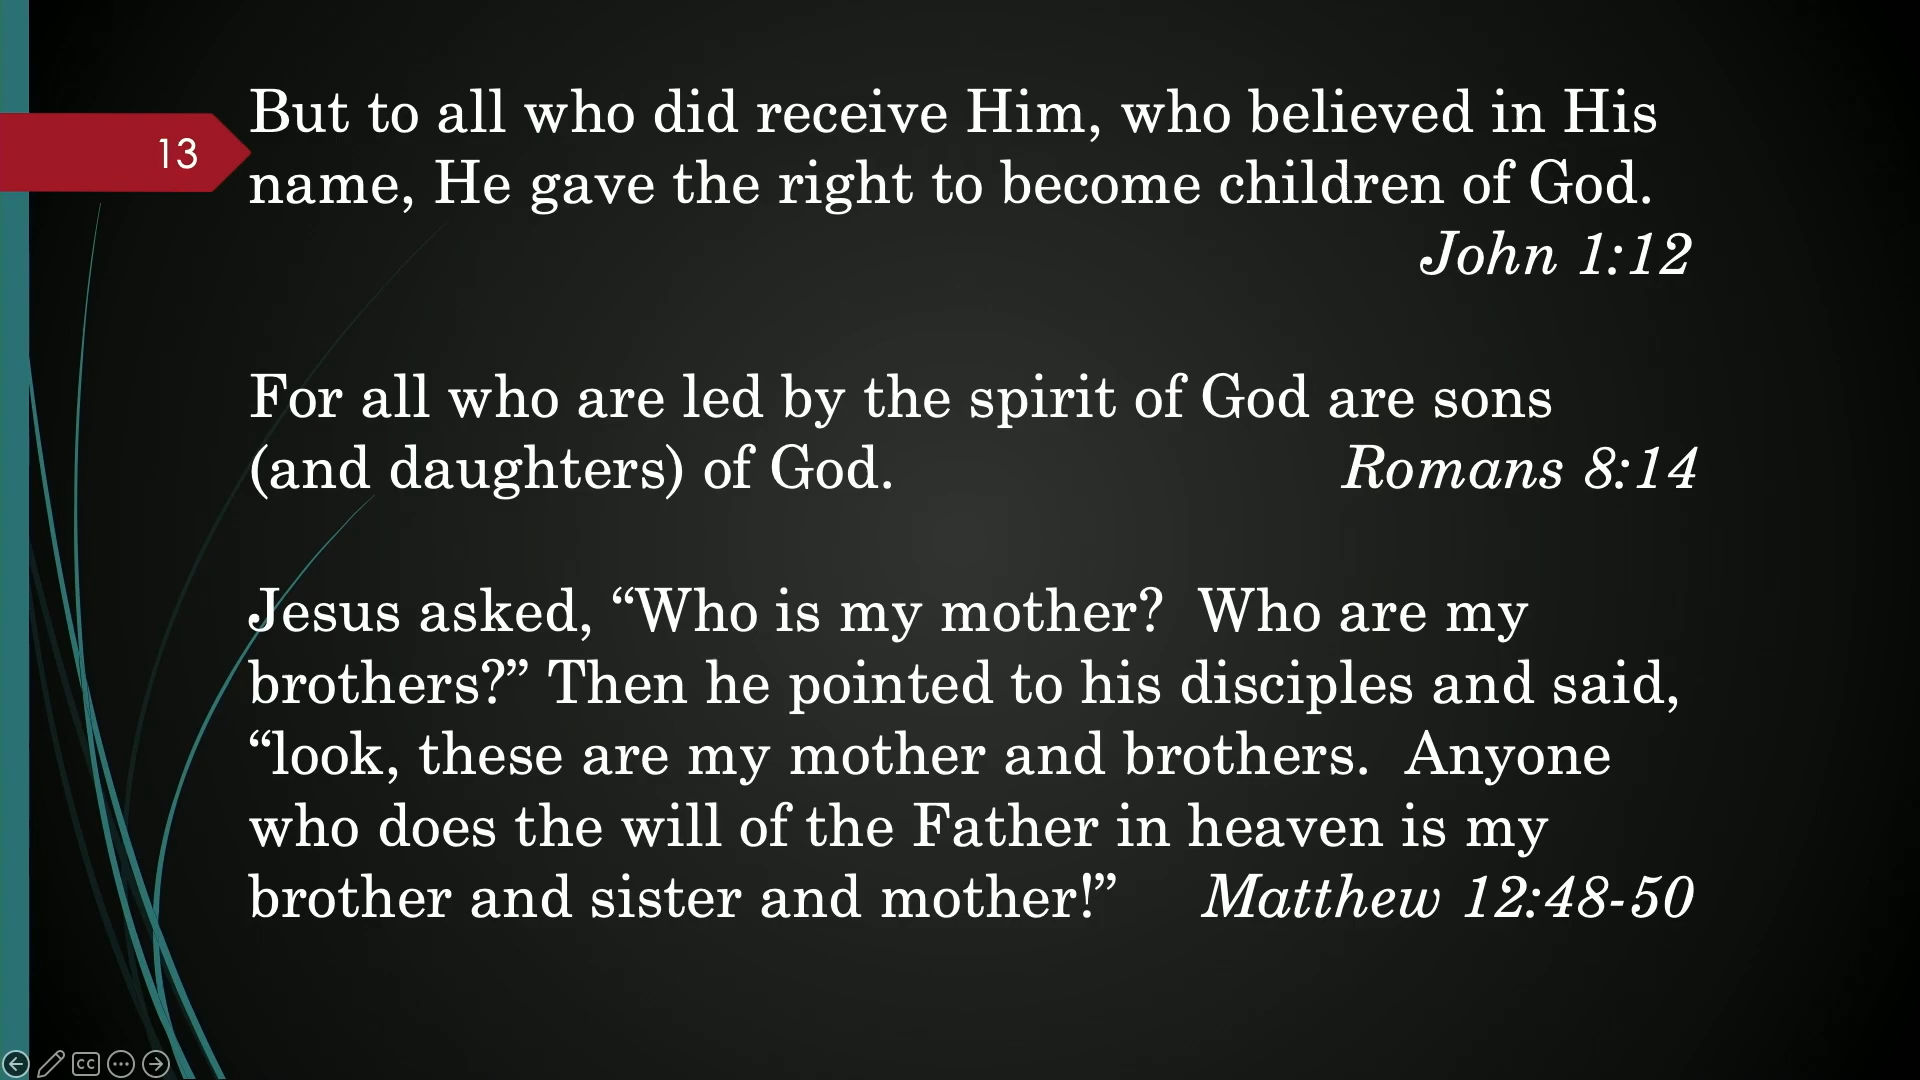 13
But to all who did receive Him, who believed in His
name, He gave the right to become children of God.
John 1:12
For all who are led by the spirit of God are sons
(and daughters) of God. Romans 8:14
Jesus asked, “Who is my mother?  Who are my
brothers?” Then he pointed to his disciples and said,
“look, these are my mother and brothers.  Anyone
who does the will of the Father in heaven is my
brother and sister and mother!” Matthew 12:48-50
CC